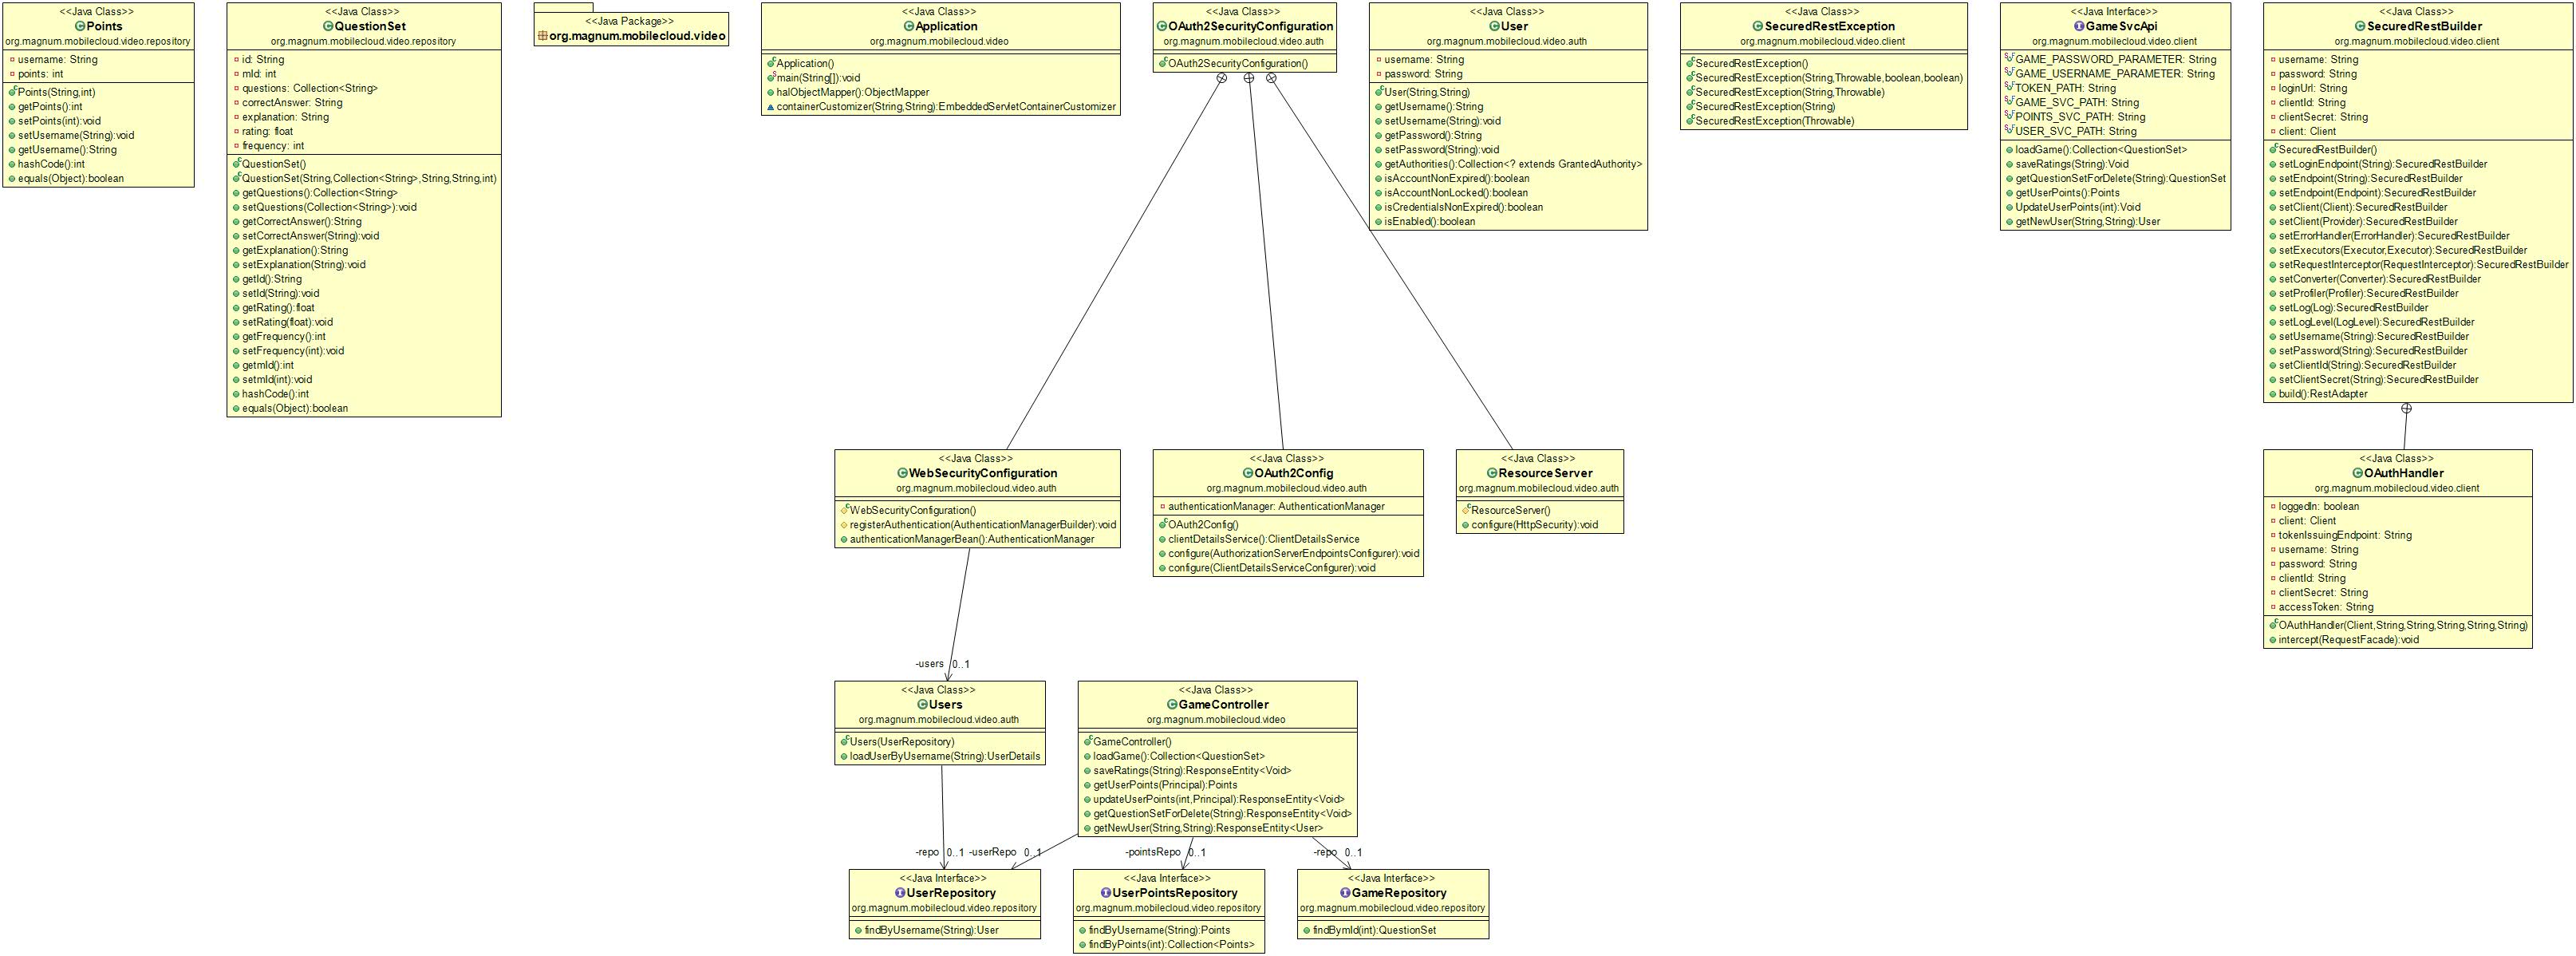 <<Java Class>>
Points
org.magnum.mobilecloud.video.repository
username: String
points: int
Points(String,int)
getPoints():int
setPoints(int):void
setUsername(String):void
getUsername():String
hashCode():int
equals(Object):boolean
<<Java Class>>
QuestionSet
org.magnum.mobilecloud.video.repository
id: String
mId: int
questions: Collection<String>
correctAnswer: String
explanation: String
rating: float
frequency: int
QuestionSet()
QuestionSet(String,Collection<String>,String,String,int)
getQuestions():Collection<String>
setQuestions(Collection<String>):void
getCorrectAnswer():String
setCorrectAnswer(String):void
getExplanation():String
setExplanation(String):void
getId():String
setId(String):void
getRating():float
setRating(float):void
getFrequency():int
setFrequency(int):void
getmId():int
setmId(int):void
hashCode():int
equals(Object):boolean
<<Java Package>>
org.magnum.mobilecloud.video
<<Java Class>>
Application
org.magnum.mobilecloud.video
Application()
main(String[]):void
halObjectMapper():ObjectMapper
containerCustomizer(String,String):EmbeddedServletContainerCustomizer
<<Java Class>>
OAuth2SecurityConfiguration
org.magnum.mobilecloud.video.auth
OAuth2SecurityConfiguration()
<<Java Class>>
User
org.magnum.mobilecloud.video.auth
username: String
password: String
User(String,String)
getUsername():String
setUsername(String):void
getPassword():String
setPassword(String):void
getAuthorities():Collection<? extends GrantedAuthority>
isAccountNonExpired():boolean
isAccountNonLocked():boolean
isCredentialsNonExpired():boolean
isEnabled():boolean
<<Java Class>>
SecuredRestException
org.magnum.mobilecloud.video.client
SecuredRestException()
SecuredRestException(String,Throwable,boolean,boolean)
SecuredRestException(String,Throwable)
SecuredRestException(String)
SecuredRestException(Throwable)
<<Java Interface>>
GameSvcApi
org.magnum.mobilecloud.video.client
GAME_PASSWORD_PARAMETER: String
GAME_USERNAME_PARAMETER: String
TOKEN_PATH: String
GAME_SVC_PATH: String
POINTS_SVC_PATH: String
USER_SVC_PATH: String
loadGame():Collection<QuestionSet>
saveRatings(String):Void
getQuestionSetForDelete(String):QuestionSet
getUserPoints():Points
UpdateUserPoints(int):Void
getNewUser(String,String):User
<<Java Class>>
SecuredRestBuilder
org.magnum.mobilecloud.video.client
username: String
password: String
loginUrl: String
clientId: String
clientSecret: String
client: Client
SecuredRestBuilder()
setLoginEndpoint(String):SecuredRestBuilder
setEndpoint(String):SecuredRestBuilder
setEndpoint(Endpoint):SecuredRestBuilder
setClient(Client):SecuredRestBuilder
setClient(Provider):SecuredRestBuilder
setErrorHandler(ErrorHandler):SecuredRestBuilder
setExecutors(Executor,Executor):SecuredRestBuilder
setRequestInterceptor(RequestInterceptor):SecuredRestBuilder
setConverter(Converter):SecuredRestBuilder
setProfiler(Profiler):SecuredRestBuilder
setLog(Log):SecuredRestBuilder
setLogLevel(LogLevel):SecuredRestBuilder
setUsername(String):SecuredRestBuilder
setPassword(String):SecuredRestBuilder
setClientId(String):SecuredRestBuilder
setClientSecret(String):SecuredRestBuilder
build():RestAdapter
<<Java Class>>
WebSecurityConfiguration
org.magnum.mobilecloud.video.auth
WebSecurityConfiguration()
registerAuthentication(AuthenticationManagerBuilder):void
authenticationManagerBean():AuthenticationManager
<<Java Class>>
OAuth2Config
org.magnum.mobilecloud.video.auth
authenticationManager: AuthenticationManager
OAuth2Config()
clientDetailsService():ClientDetailsService
configure(AuthorizationServerEndpointsConfigurer):void
configure(ClientDetailsServiceConfigurer):void
<<Java Class>>
ResourceServer
org.magnum.mobilecloud.video.auth
ResourceServer()
configure(HttpSecurity):void
<<Java Class>>
OAuthHandler
org.magnum.mobilecloud.video.client
loggedIn: boolean
client: Client
tokenIssuingEndpoint: String
username: String
password: String
clientId: String
clientSecret: String
accessToken: String
OAuthHandler(Client,String,String,String,String,String)
intercept(RequestFacade):void
-users 0..1
<<Java Class>>
Users
org.magnum.mobilecloud.video.auth
Users(UserRepository)
loadUserByUsername(String):UserDetails
<<Java Class>>
GameController
org.magnum.mobilecloud.video
GameController()
loadGame():Collection<QuestionSet>
saveRatings(String):ResponseEntity<Void>
getUserPoints(Principal):Points
updateUserPoints(int,Principal):ResponseEntity<Void>
getQuestionSetForDelete(String):ResponseEntity<Void>
getNewUser(String,String):ResponseEntity<User>
-repo 0..1
-userRepo 0..1
-pointsRepo 0..1
-repo 0..1
<<Java Interface>>
UserRepository
org.magnum.mobilecloud.video.repository
findByUsername(String):User
<<Java Interface>>
UserPointsRepository
org.magnum.mobilecloud.video.repository
findByUsername(String):Points
findByPoints(int):Collection<Points>
<<Java Interface>>
GameRepository
org.magnum.mobilecloud.video.repository
findBymId(int):QuestionSet